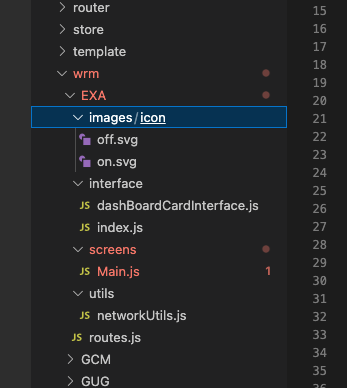 router
store
template
wrm
EXA
images/icon
off.svg
on.svg
interface
JS dashBoardCardInterface.js
JS index.js
screens
JS Main.js 1
utils
JS networkUtils.js
JS routes.js
GCM
GUG
15
16
17
18
19
20
21
22
23
24
25
26
27
28
29
30
31
32
33
34
35
36